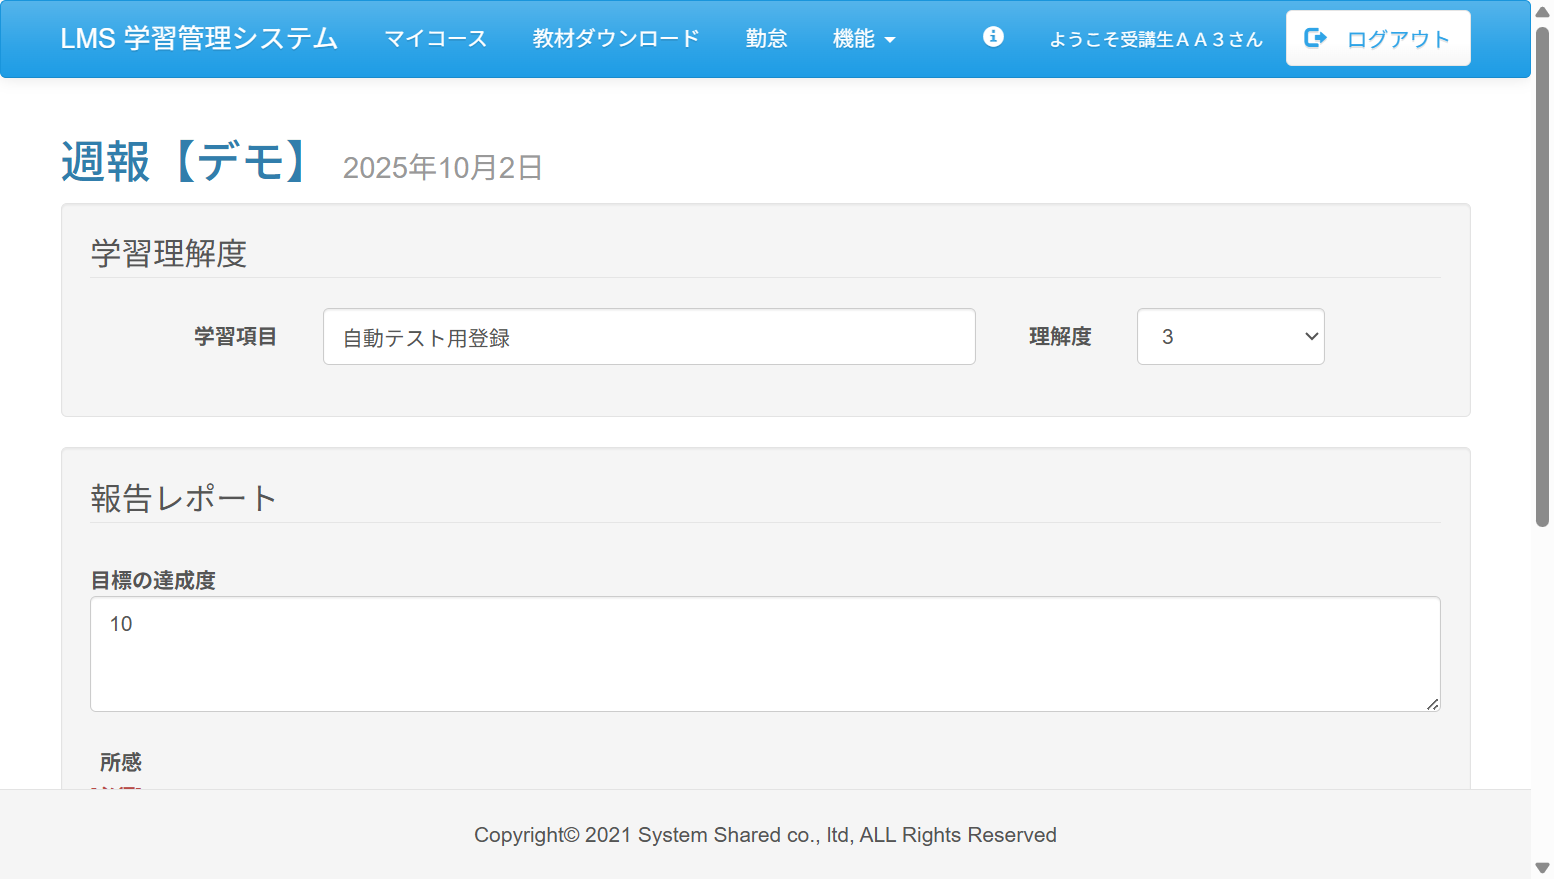 LMS 学習管理システム マイコース 教材ダウンロード 勤怠 機能 ようこそ受講生ＡＡ３さん ログアウト
週報【デモ】 2025年10月2日
学習理解度
学習項目 自動テスト用登録 理解度 3
報告レポート
目標の達成度
10
所感
Copyright© 2021 System Shared co., ltd, ALL Rights Reserved